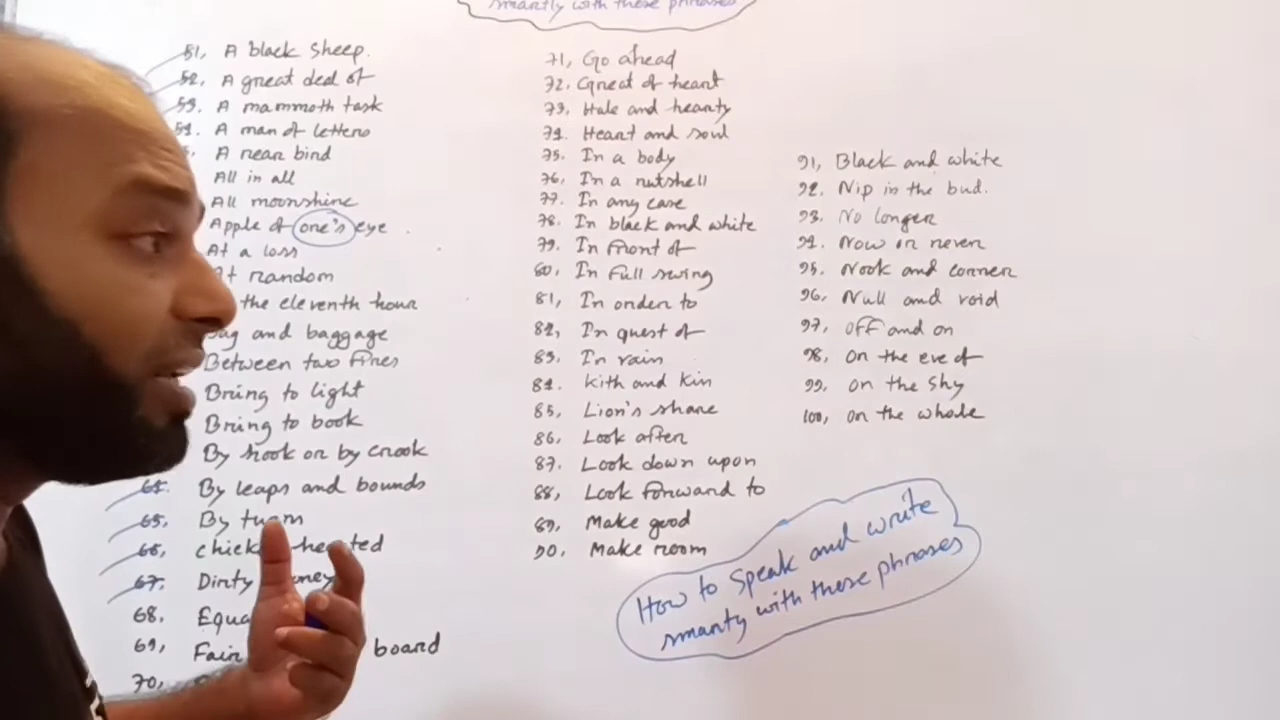 smartly with these phrases
51, A black sheep.
52. A great deal of
53. A mammoth task
54. A man of letters
A rear bird
All in all
All moonshine
Apple of one's eye
At a loss
At random
the eleventh hour
and baggage
Between two fires
Bring to light
Bring to book
By hook or by crook
64. By leaps and bounds
65. By turn
66. chick hearted
67. Dirty
68. Equa
69, Fair board
70,
71, Go ahead
72. Great of heart
73. Hale and hearty
74. Heart and soul
75. In a body
76, In a nutshell
77. In any case
78. In black and white
79. In front of
80, In full swing
81, In order to
82, In quest of
83. In vain
84. kith and kin
85, Lion's share
86, Look after
87. Look down upon
88, Look forward to
89, Make good
90. Make room
91, Black and white
92. Nip in the bud.
93. No longer
94. Now or never
95. Nook and corner
96, Null and void
97, off and on
98, on the eve of
99, on the shy
100, on the whole
How to speak and write
smarty with these phrases